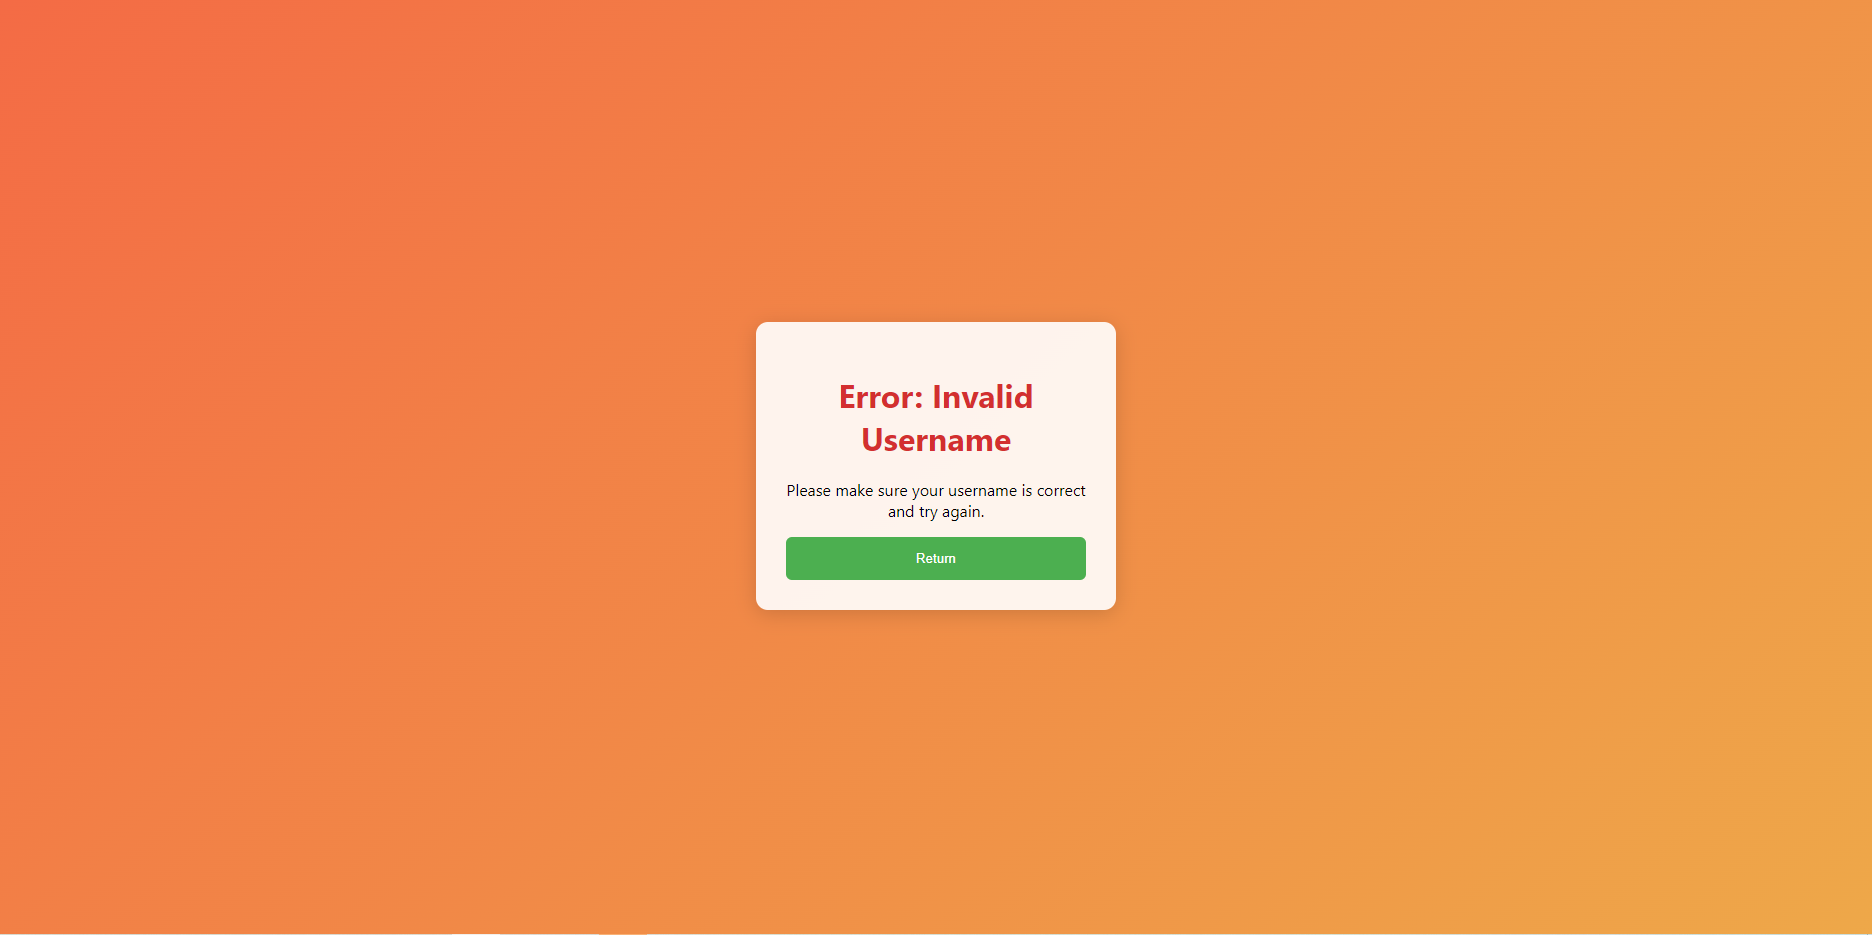 Error: Invalid
Username
Please make sure your username is correct
and try again.
Return